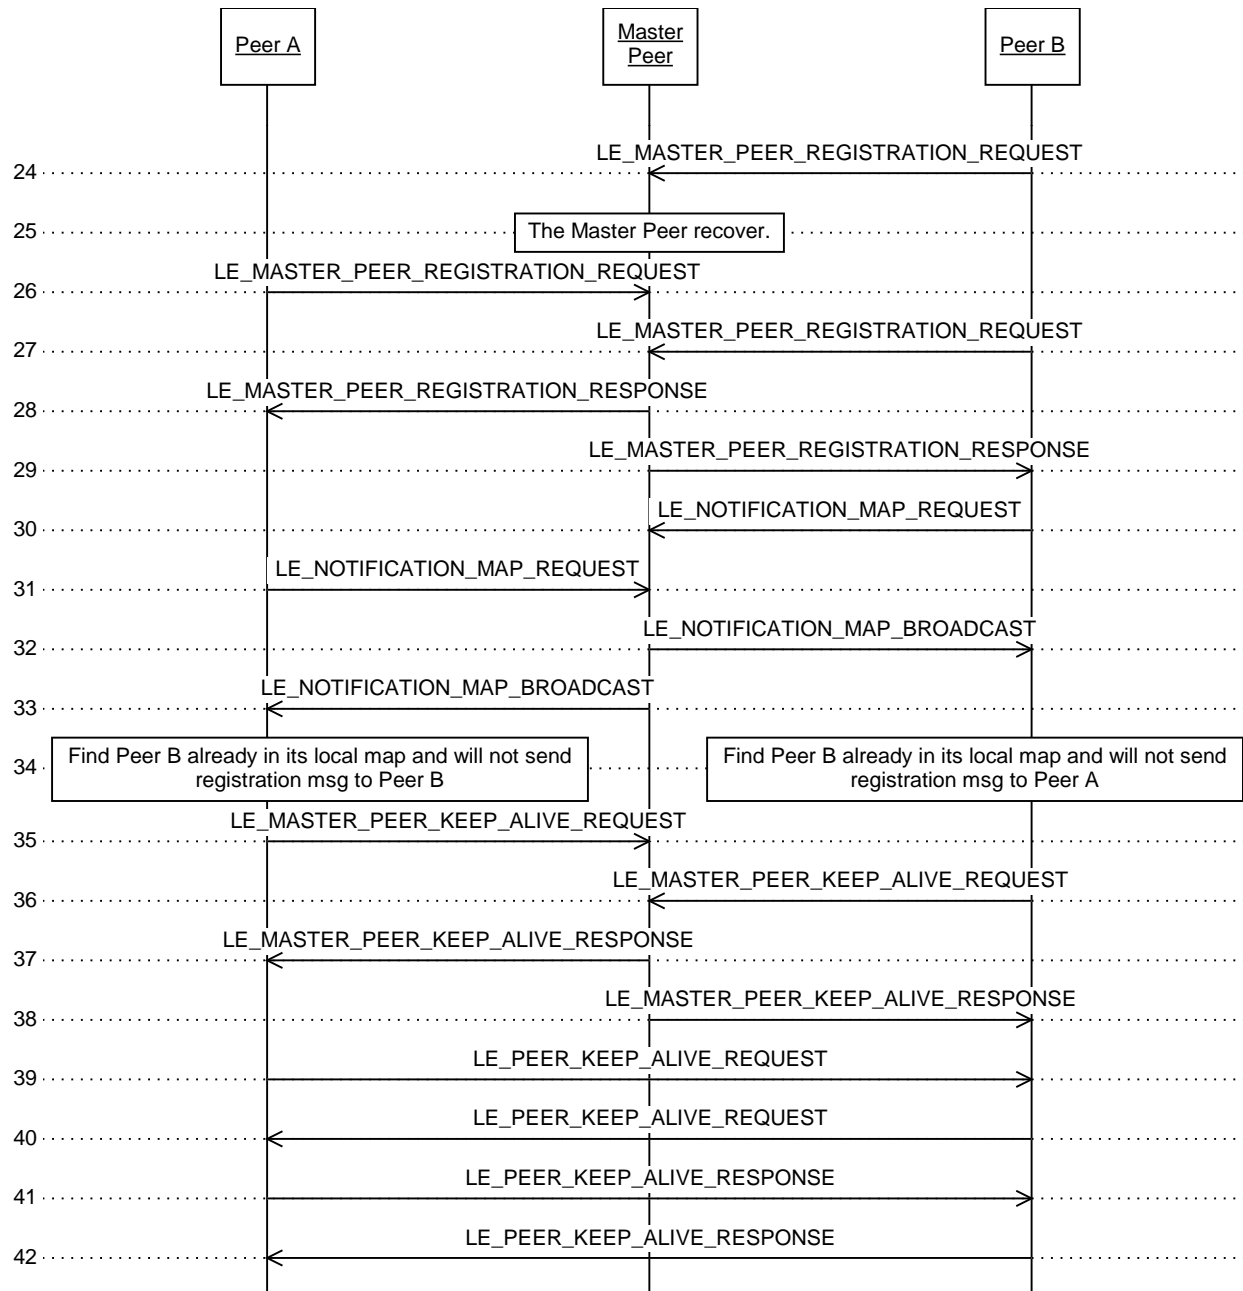 Peer A
Master
Peer
Peer B
LE_MASTER_PEER_REGISTRATION_REQUEST
24
25
The Master Peer recover.
LE_MASTER_PEER_REGISTRATION_REQUEST
26
LE_MASTER_PEER_REGISTRATION_REQUEST
27
LE_MASTER_PEER_REGISTRATION_RESPONSE
28
LE_MASTER_PEER_REGISTRATION_RESPONSE
29
LE_NOTIFICATION_MAP_REQUEST
30
LE_NOTIFICATION_MAP_REQUEST
31
LE_NOTIFICATION_MAP_BROADCAST
32
LE_NOTIFICATION_MAP_BROADCAST
33
34
Find Peer B already in its local map and will not send
registration msg to Peer B
Find Peer B already in its local map and will not send
registration msg to Peer A
LE_MASTER_PEER_KEEP_ALIVE_REQUEST
35
LE_MASTER_PEER_KEEP_ALIVE_REQUEST
36
LE_MASTER_PEER_KEEP_ALIVE_RESPONSE
37
LE_MASTER_PEER_KEEP_ALIVE_RESPONSE
38
LE_PEER_KEEP_ALIVE_REQUEST
39
LE_PEER_KEEP_ALIVE_REQUEST
40
LE_PEER_KEEP_ALIVE_RESPONSE
41
LE_PEER_KEEP_ALIVE_RESPONSE
42